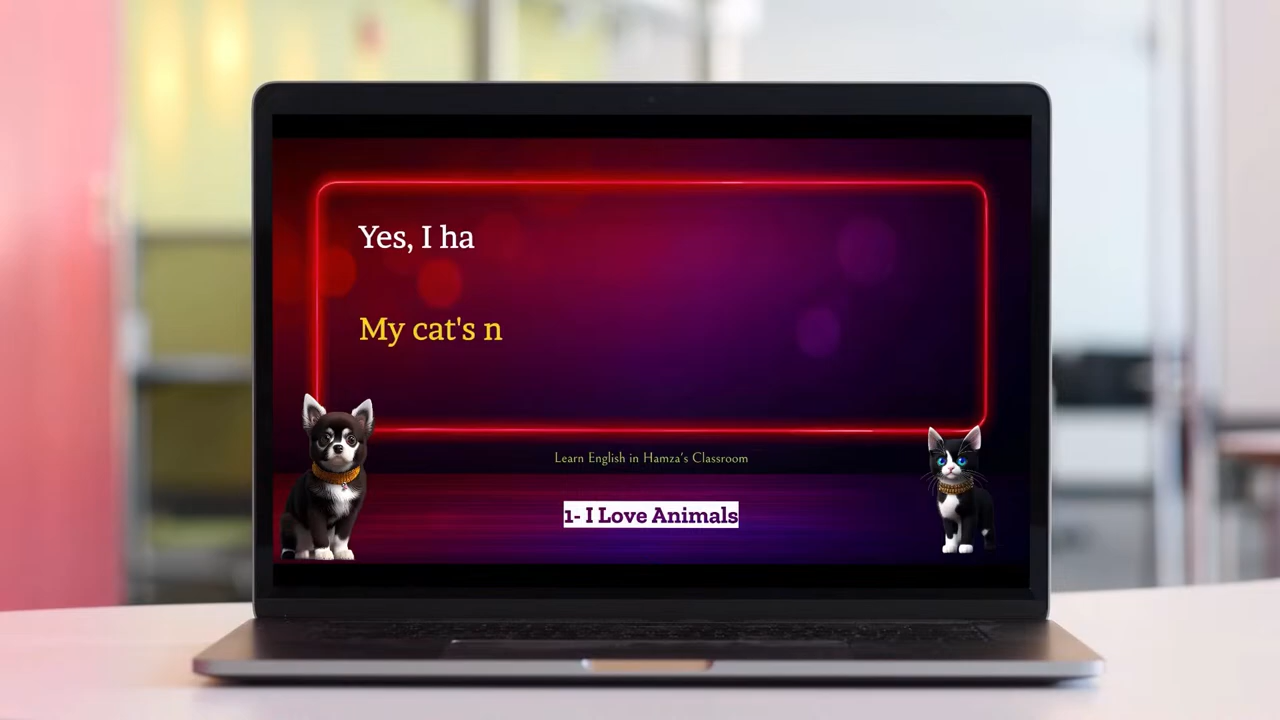 Yes, I ha
My cat's n
Learn English in Hamza's Classroom
1- I Love Animals